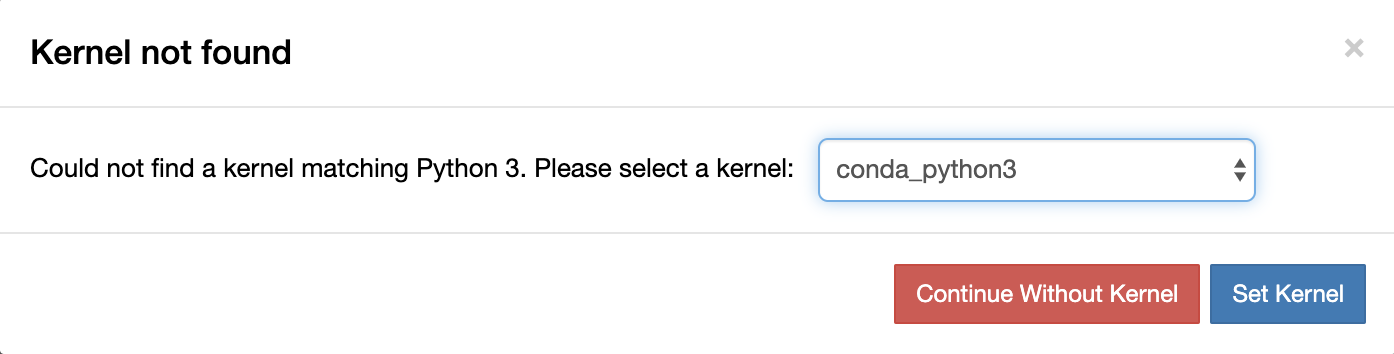 Kernel not found
×
Could not find a kernel matching Python 3. Please select a kernel: conda_python3
Continue Without Kernel Set Kernel